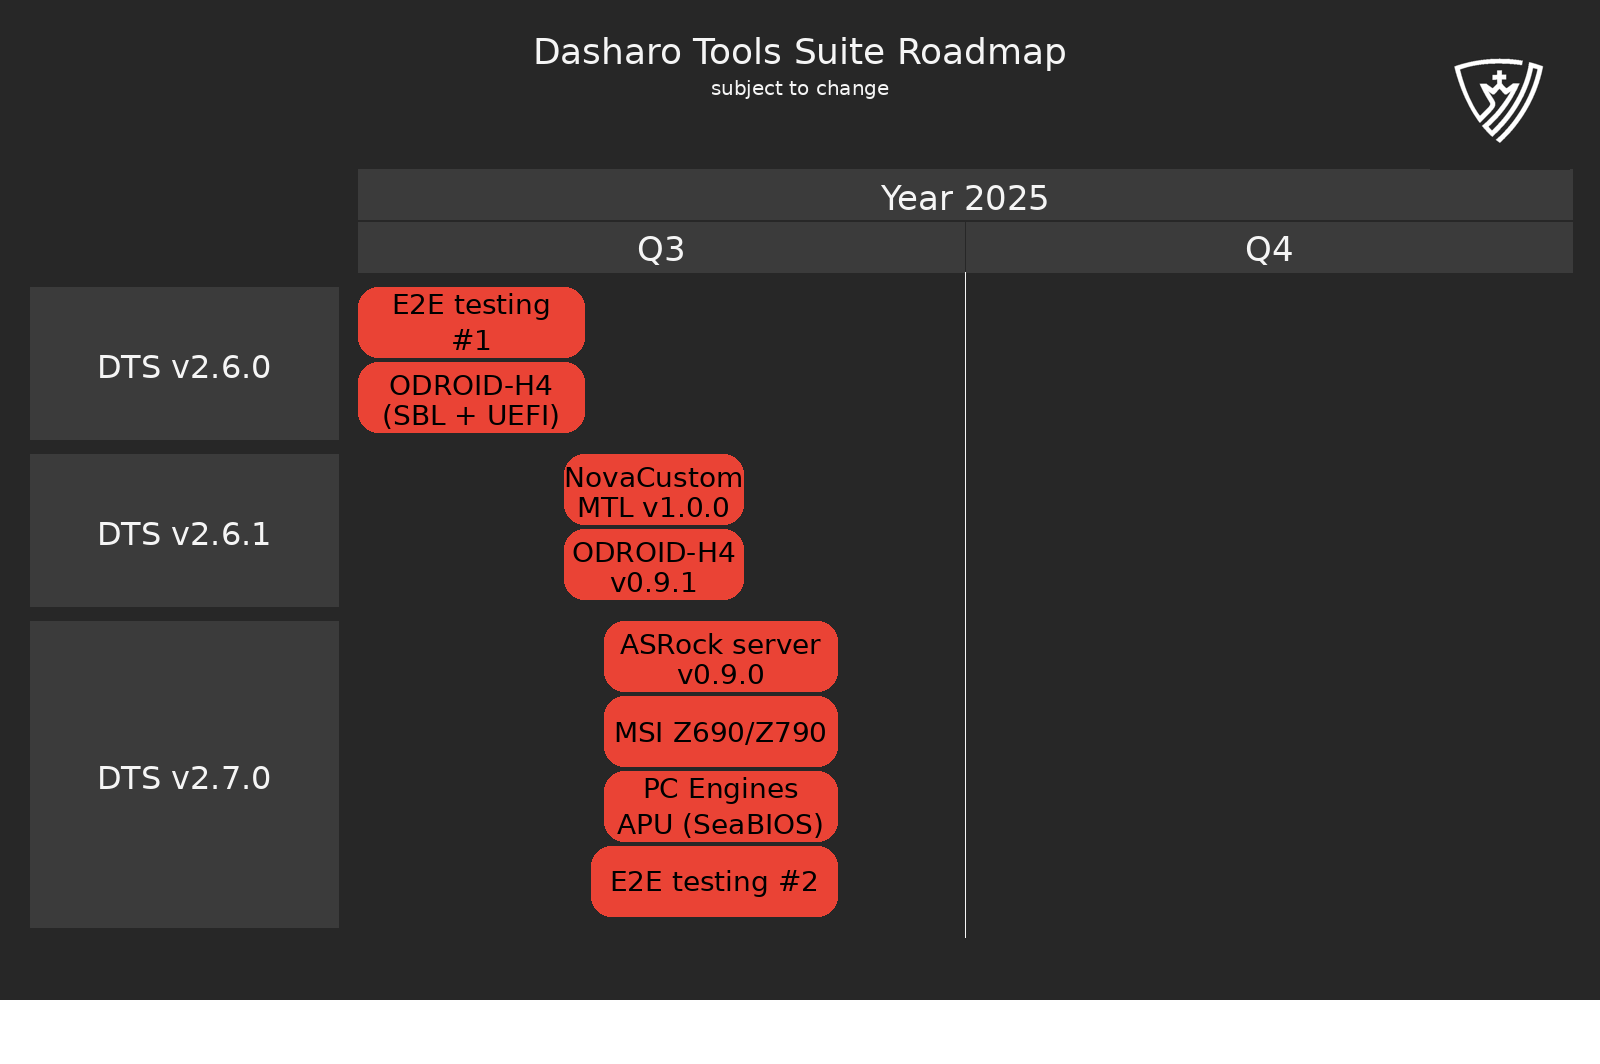 Dasharo Tools Suite Roadmap
subject to change
Year 2025
Q3
Q4
DTS v2.6.0
E2E testing
#1
ODROID-H4
(SBL + UEFI)
DTS v2.6.1
NovaCustom
MTL v1.0.0
ODROID-H4
v0.9.1
DTS v2.7.0
ASRock server
v0.9.0
MSI Z690/Z790
PC Engines
APU (SeaBIOS)
E2E testing #2